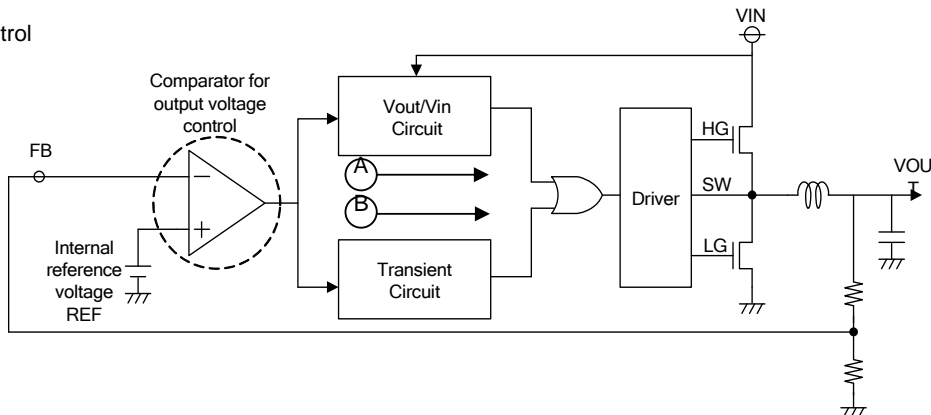 trol
VIN
Comparator for
output voltage
control
Vout/Vin
Circuit
HG
FB
A
VOU
−
SW
Driver
B
+
LG
Internal
reference
voltage
REF
Transient
Circuit